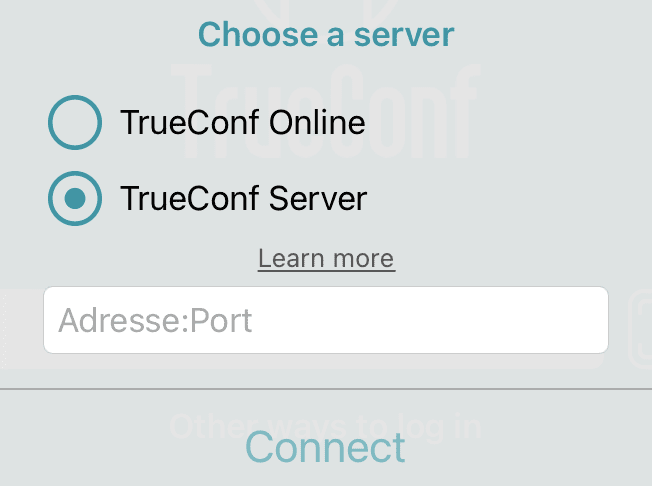 Choose a server
TrueConf
TrueConf Online
TrueConf Server
Learn more
Adresse:Port
Other ways to log in
Connect